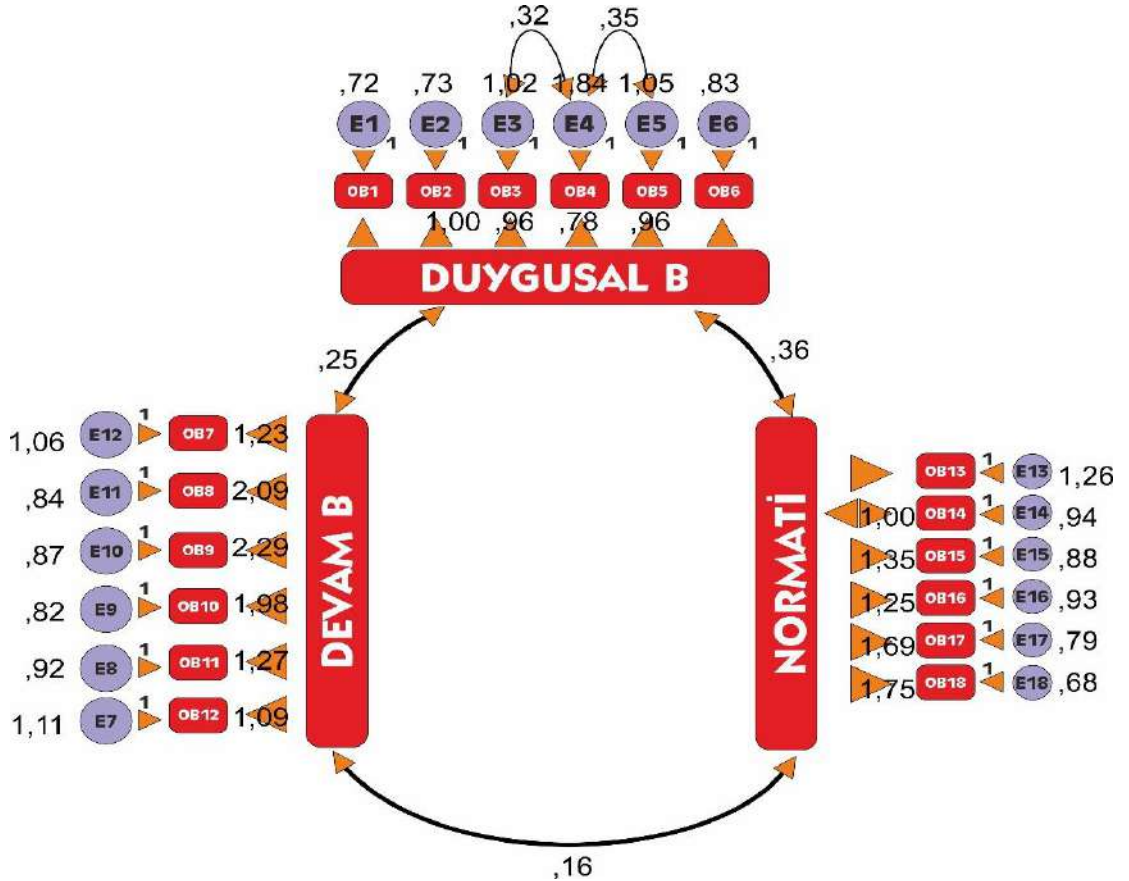 ,32 ,35
,72 ,73 1,02 1,84 1,05 ,83
E1 E2 E3 E4 E5 E6
1 1 1 1 1 1
OB1 OB2 OB3 OB4 OB5 OB6
1,00 ,96 ,78 ,96
DUYGUSAL B
,25 ,36
1,06 E12 1 OB7 1,23
,84 E11 1 OB8 2,09
,87 E10 1 OB9 2,29
,82 E9 1 OB10 1,98
,92 E8 1 OB11 1,27
1,11 E7 1 OB12 1,09
DEVAM B
NORMATİ
OB13 1 E13 1,26
1,00 OB14 1 E14 ,94
1,35 OB15 1 E15 ,88
1,25 OB16 1 E16 ,93
1,69 OB17 1 E17 ,79
1,75 OB18 1 E18 ,68
,16